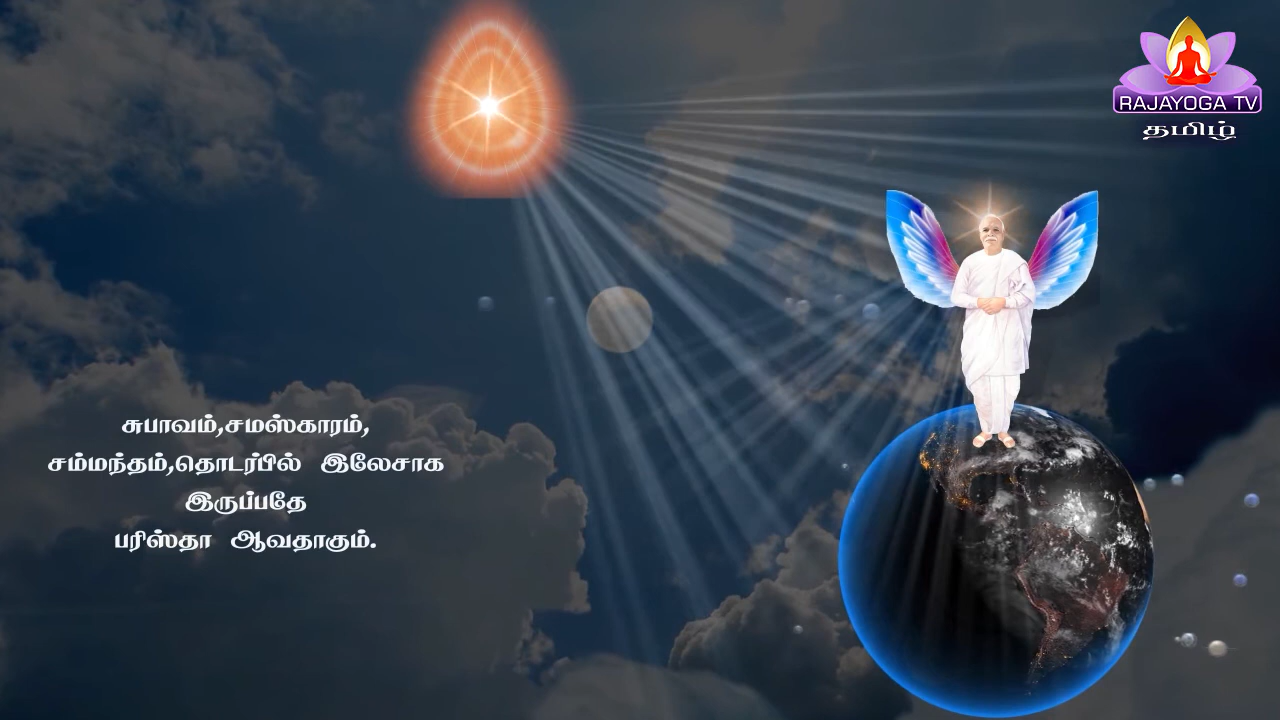 RAJAYOGA TV
தமிழ்
சுபாவம்,சமஸ்காரம்,
சம்மந்தம்,தொடர்பில் இலேசாக
இருப்பதே
பரிஸ்தா ஆவதாகும்.